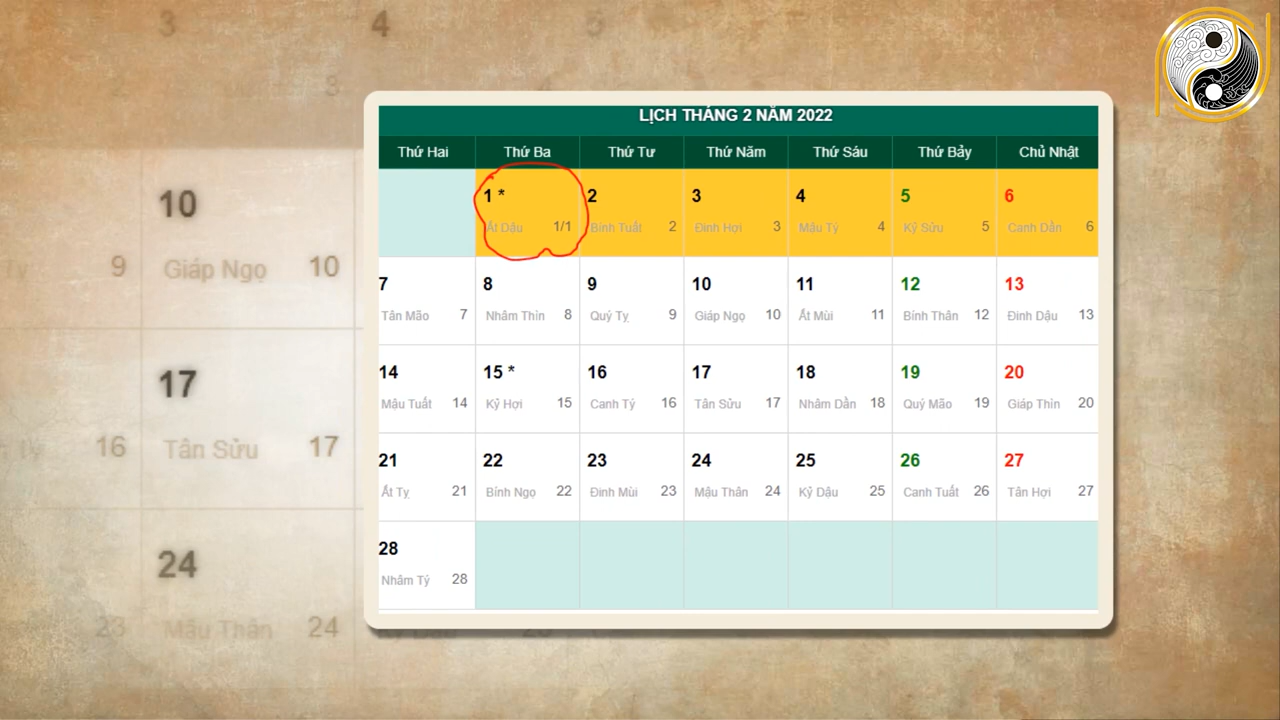 3 4 5
2 3 4
LỊCH THÁNG 2 NĂM 2022
Thứ Hai Thứ Ba Thứ Tư Thứ Năm Thứ Sáu Thứ Bảy Chủ Nhật
1 * 2 3 4 5 6
Ất Dậu 1/1 Bính Tuất 2 Đinh Hợi 3 Mậu Tý 4 Kỷ Sửu 5 Canh Dần 6
7 8 9 10 11 12 13
Tân Mão 7 Nhâm Thìn 8 Quý Tỵ 9 Giáp Ngọ 10 Ất Mùi 11 Bính Thân 12 Đinh Dậu 13
14 15 * 16 17 18 19 20
Mậu Tuất 14 Kỷ Hợi 15 Canh Tý 16 Tân Sửu 17 Nhâm Dần 18 Quý Mão 19 Giáp Thìn 20
21 22 23 24 25 26 27
Ất Tỵ 21 Bính Ngọ 22 Đinh Mùi 23 Mậu Thân 24 Kỷ Dậu 25 Canh Tuất 26 Tân Hợi 27
28
Nhâm Tý 28
10
9 Giáp Ngọ 10
17
16 Tân Sửu 17
24
23 Mậu Thân 24